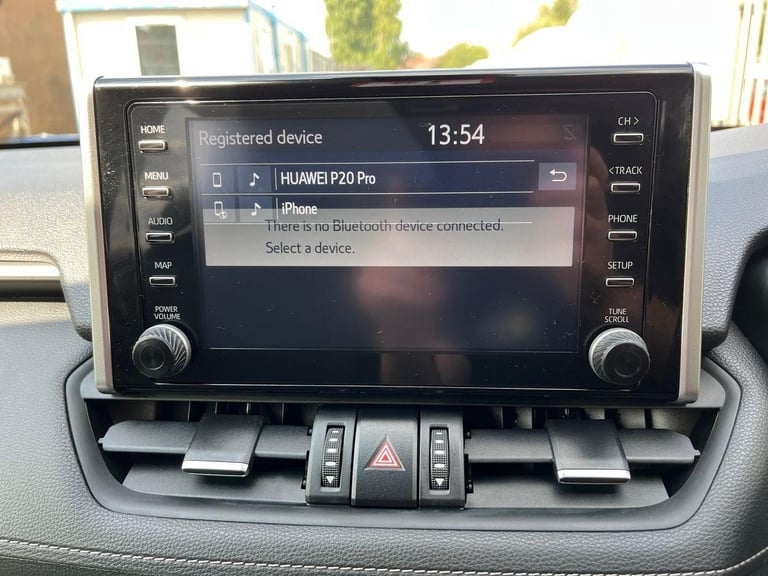 HOME
MENU
AUDIO
MAP
POWER
VOLUME
Registered device
13:54
HUAWEI P20 Pro
iPhone
There is no Bluetooth device connected.
Select a device.
CH >
< TRACK
PHONE
SETUP
TUNE
SCROLL